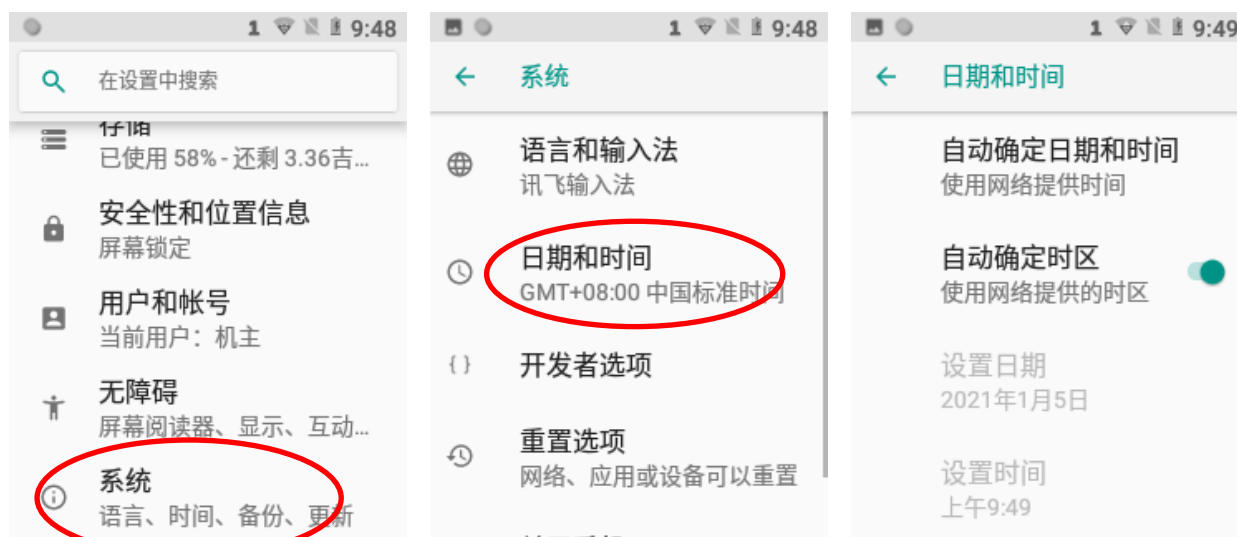 1 9:48
在设置中搜索
存储
已使用 58% - 还剩 3.36吉...
安全性和位置信息
屏幕锁定
用户和帐号
当前用户：机主
无障碍
屏幕阅读器、显示、互动...
系统
语言、时间、备份、更新
1 9:48
系统
语言和输入法
讯飞输入法
日期和时间
GMT+08:00 中国标准时间
{ } 开发者选项
重置选项
网络、应用或设备可以重置
1 9:49
日期和时间
自动确定日期和时间
使用网络提供时间
自动确定时区
使用网络提供的时区
设置日期
2021年1月5日
设置时间
上午9:49